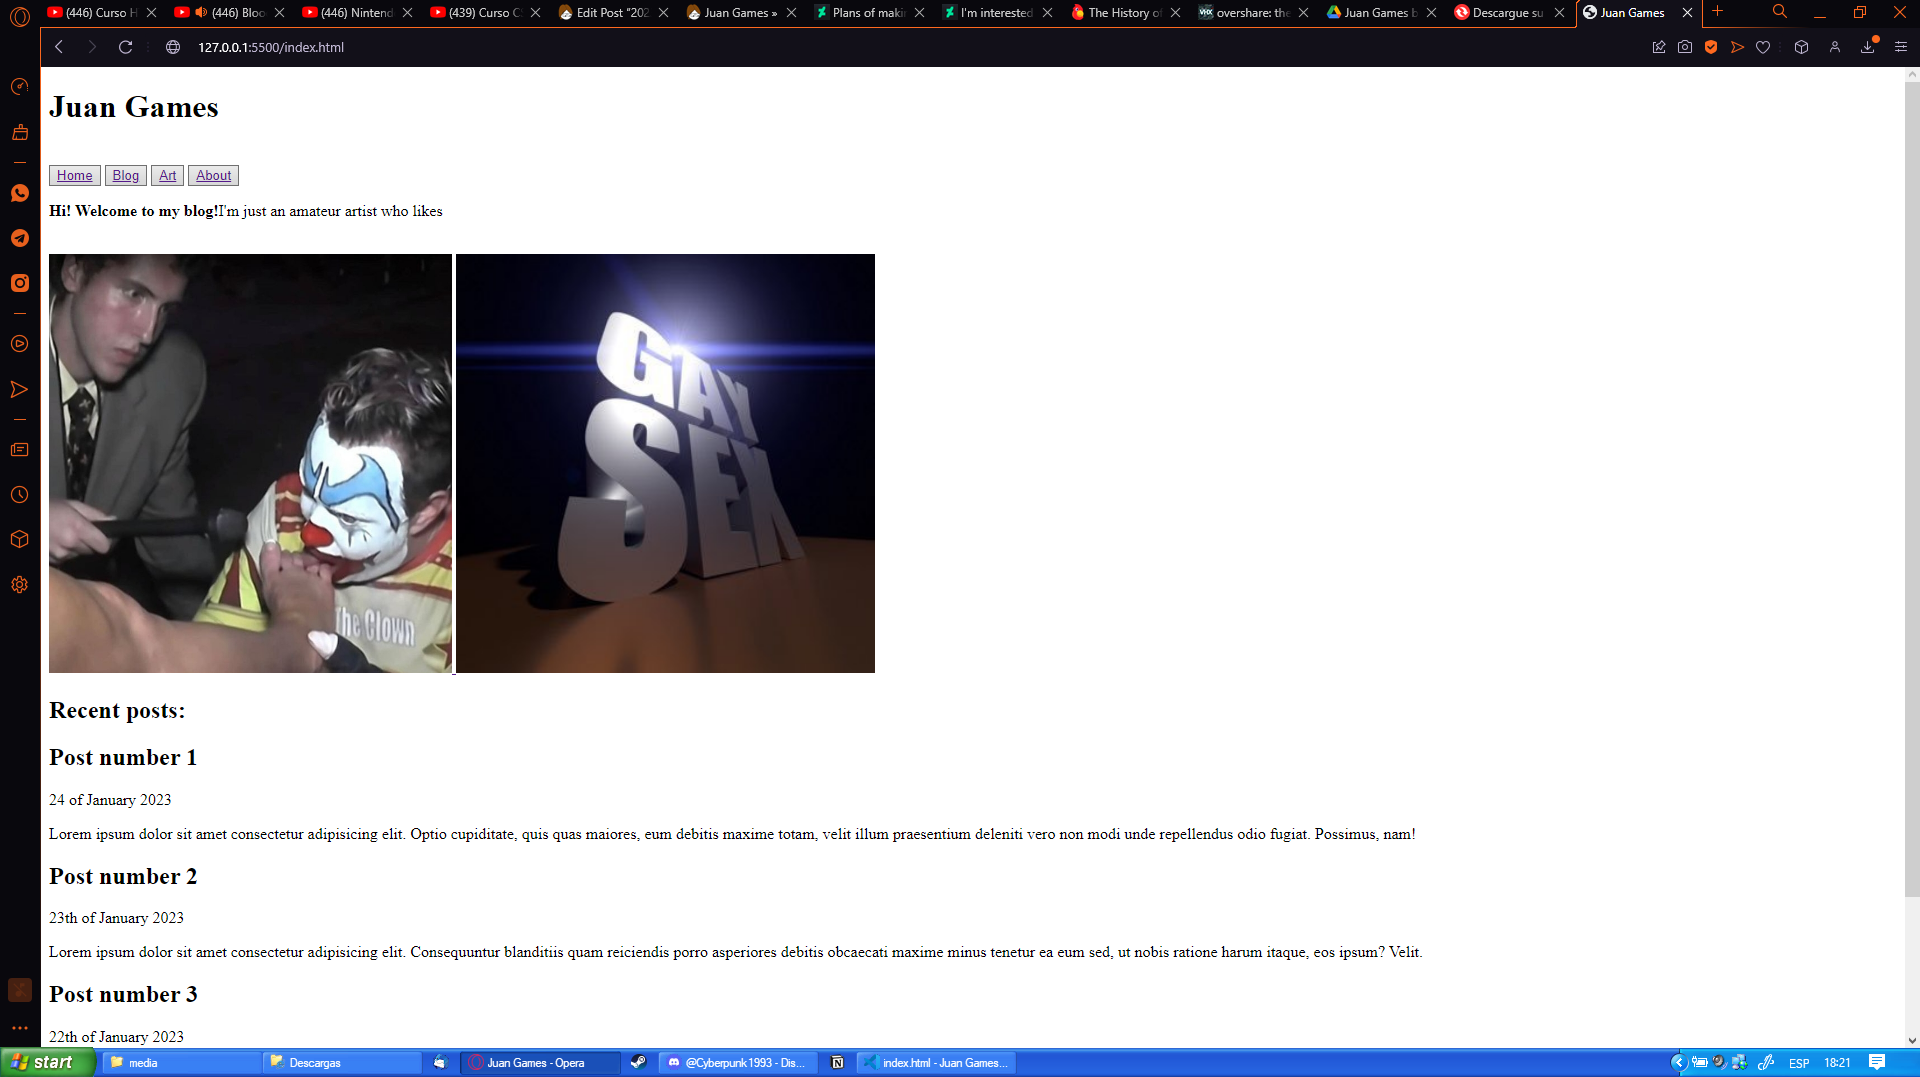 (446) Curso H
(446) Bloo
(446) Nintend
(439) Curso C
Edit Post “202
Juan Games »
Plans of maki
I'm interested
The History of
overshare: the
Juan Games b
Descargue su
Juan Games
127.0.0.1:5500/index.html
Juan Games
Home Blog Art About
Hi! Welcome to my blog!I'm just an amateur artist who likes
The Clown
GAY
SEX
Recent posts:
Post number 1
24 of January 2023
Lorem ipsum dolor sit amet consectetur adipisicing elit. Optio cupiditate, quis quas maiores, eum debitis maxime totam, velit illum praesentium deleniti vero non modi unde repellendus odio fugiat. Possimus, nam!
Post number 2
23th of January 2023
Lorem ipsum dolor sit amet consectetur adipisicing elit. Consequuntur blanditiis quam reiciendis porro asperiores debitis obcaecati maxime minus tenetur ea eum sed, ut nobis ratione harum itaque, eos ipsum? Velit.
Post number 3
22th of January 2023
start media Descargas Juan Games - Opera @Cyberpunk1993 - Dis... index.html - Juan Games... ESP 18:21